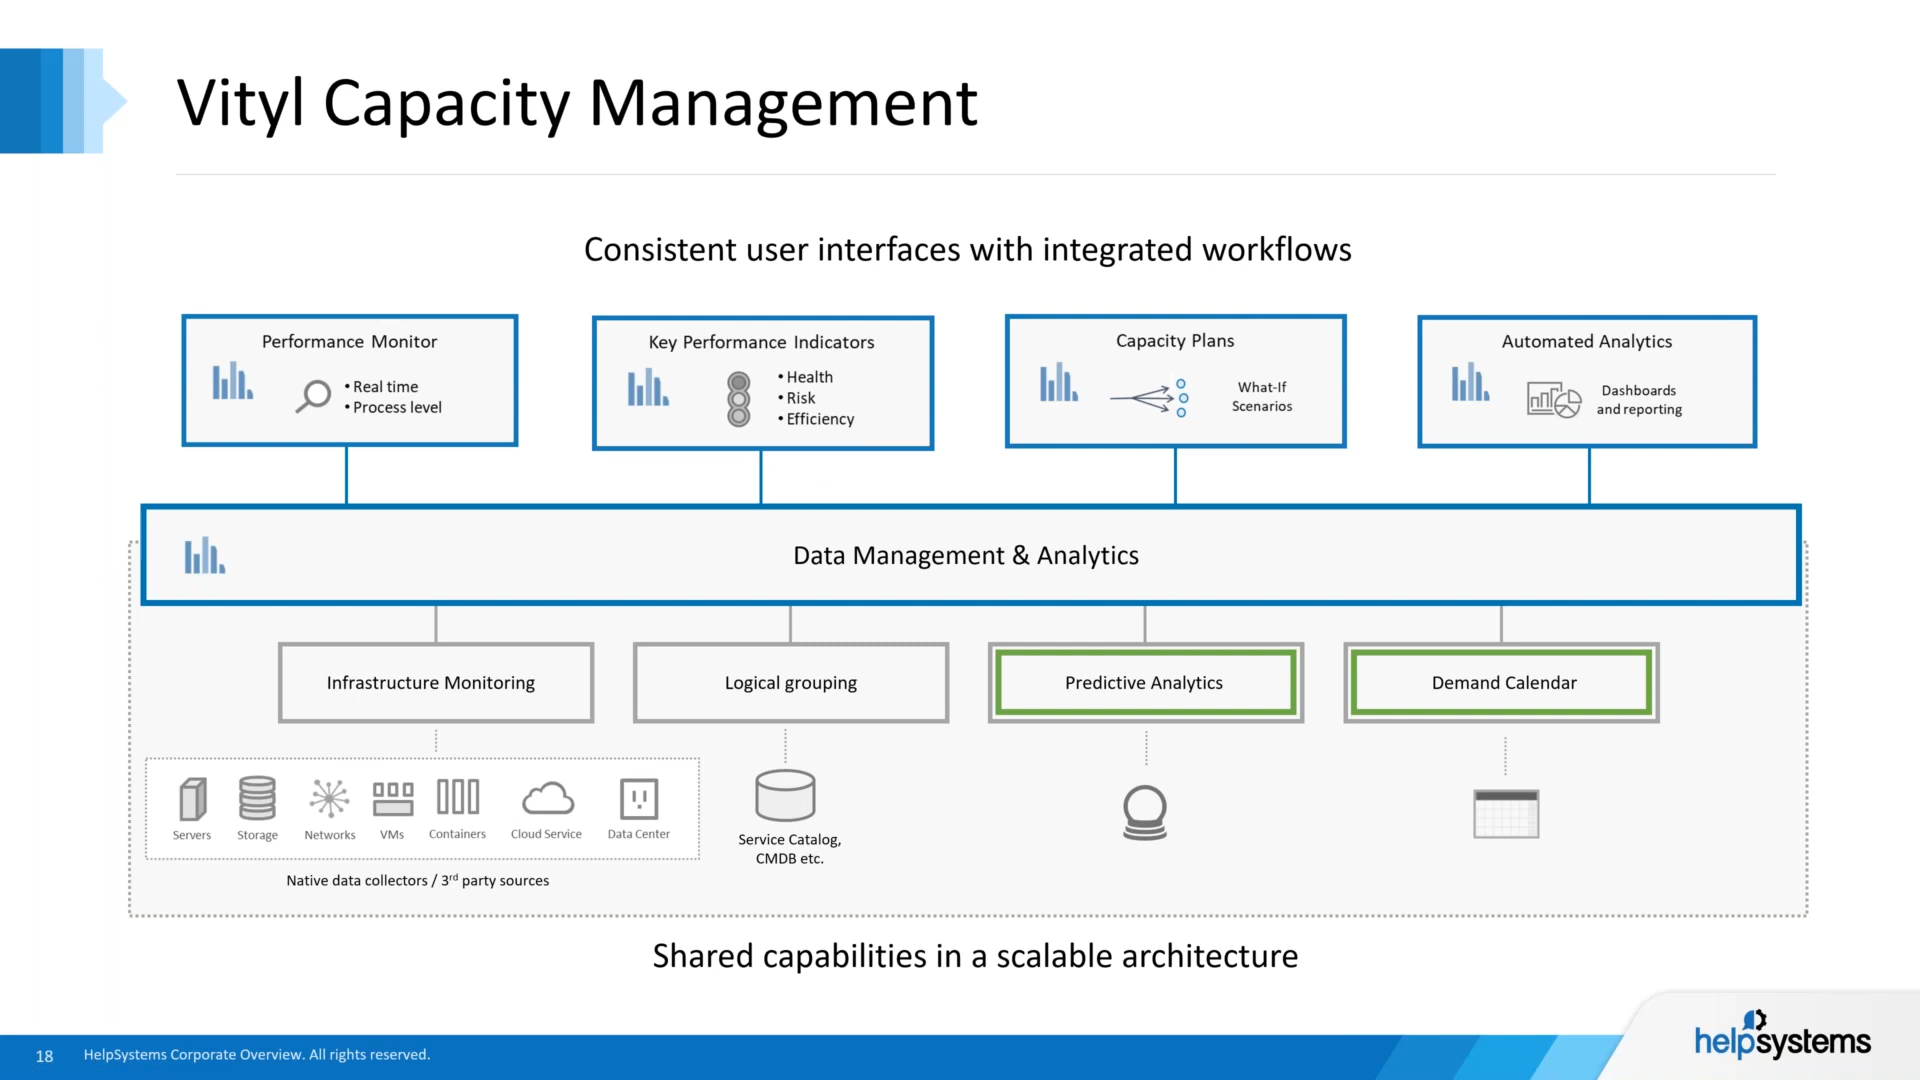 Vityl Capacity Management
Consistent user interfaces with integrated workflows
Performance Monitor
• Real time
• Process level
Key Performance Indicators
• Health
• Risk
• Efficiency
Capacity Plans
What-If
Scenarios
Automated Analytics
Dashboards
and reporting
Data Management & Analytics
Infrastructure Monitoring
Logical grouping
Predictive Analytics
Demand Calendar
Servers
Storage
Networks
VMs
Containers
Cloud Service
Data Center
Native data collectors / 3rd party sources
Service Catalog,
CMDB etc.
Shared capabilities in a scalable architecture
18
HelpSystems Corporate Overview. All rights reserved.
helpsystems